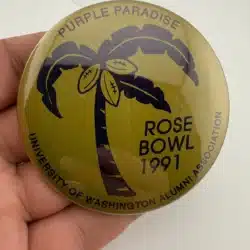 PURPLE PARADISE
ROSE
BOWL
1991
UNIVERSITY OF WASHINGTON ALUMNI ASSOCIATION